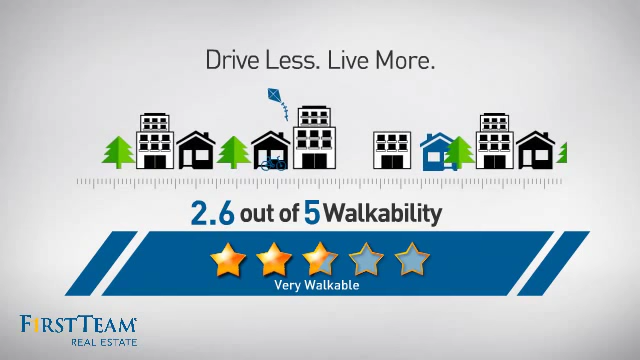 Drive Less. Live More.
2.6 out of 5 Walkability
Very Walkable
FIRSTTEAM®
REAL ESTATE